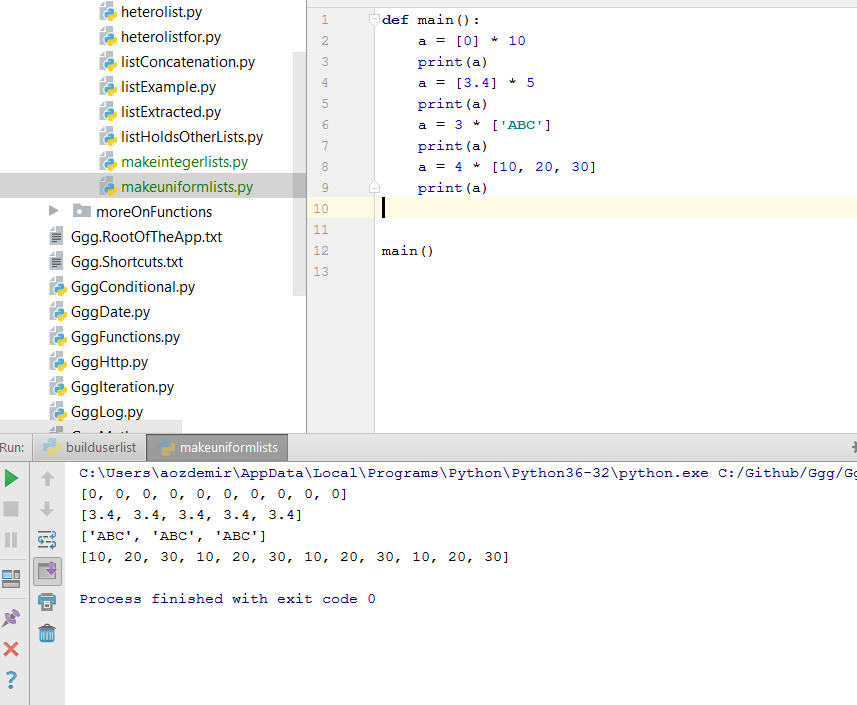 heterolist.py
heterolistfor.py
listConcatenation.py
listExample.py
listExtracted.py
listHoldsOtherLists.py
makeintegerlists.py
makeuniformlists.py
moreOnFunctions
Ggg.RootOfTheApp.txt
Ggg.Shortcuts.txt
GggConditional.py
GggDate.py
GggFunctions.py
GggHttp.py
GggIteration.py
GggLog.py
1 def main():
2 a = [0] * 10
3 print(a)
4 a = [3.4] * 5
5 print(a)
6 a = 3 * ['ABC']
7 print(a)
8 a = 4 * [10, 20, 30]
9 print(a)
10
11
12 main()
13
Run: builduserlist makeuniformlists
C:\Users\aozdemir\AppData\Local\Programs\Python\Python36-32\python.exe C:/Github/Ggg/Gg
[0, 0, 0, 0, 0, 0, 0, 0, 0, 0]
[3.4, 3.4, 3.4, 3.4, 3.4]
['ABC', 'ABC', 'ABC']
[10, 20, 30, 10, 20, 30, 10, 20, 30, 10, 20, 30]
Process finished with exit code 0
?